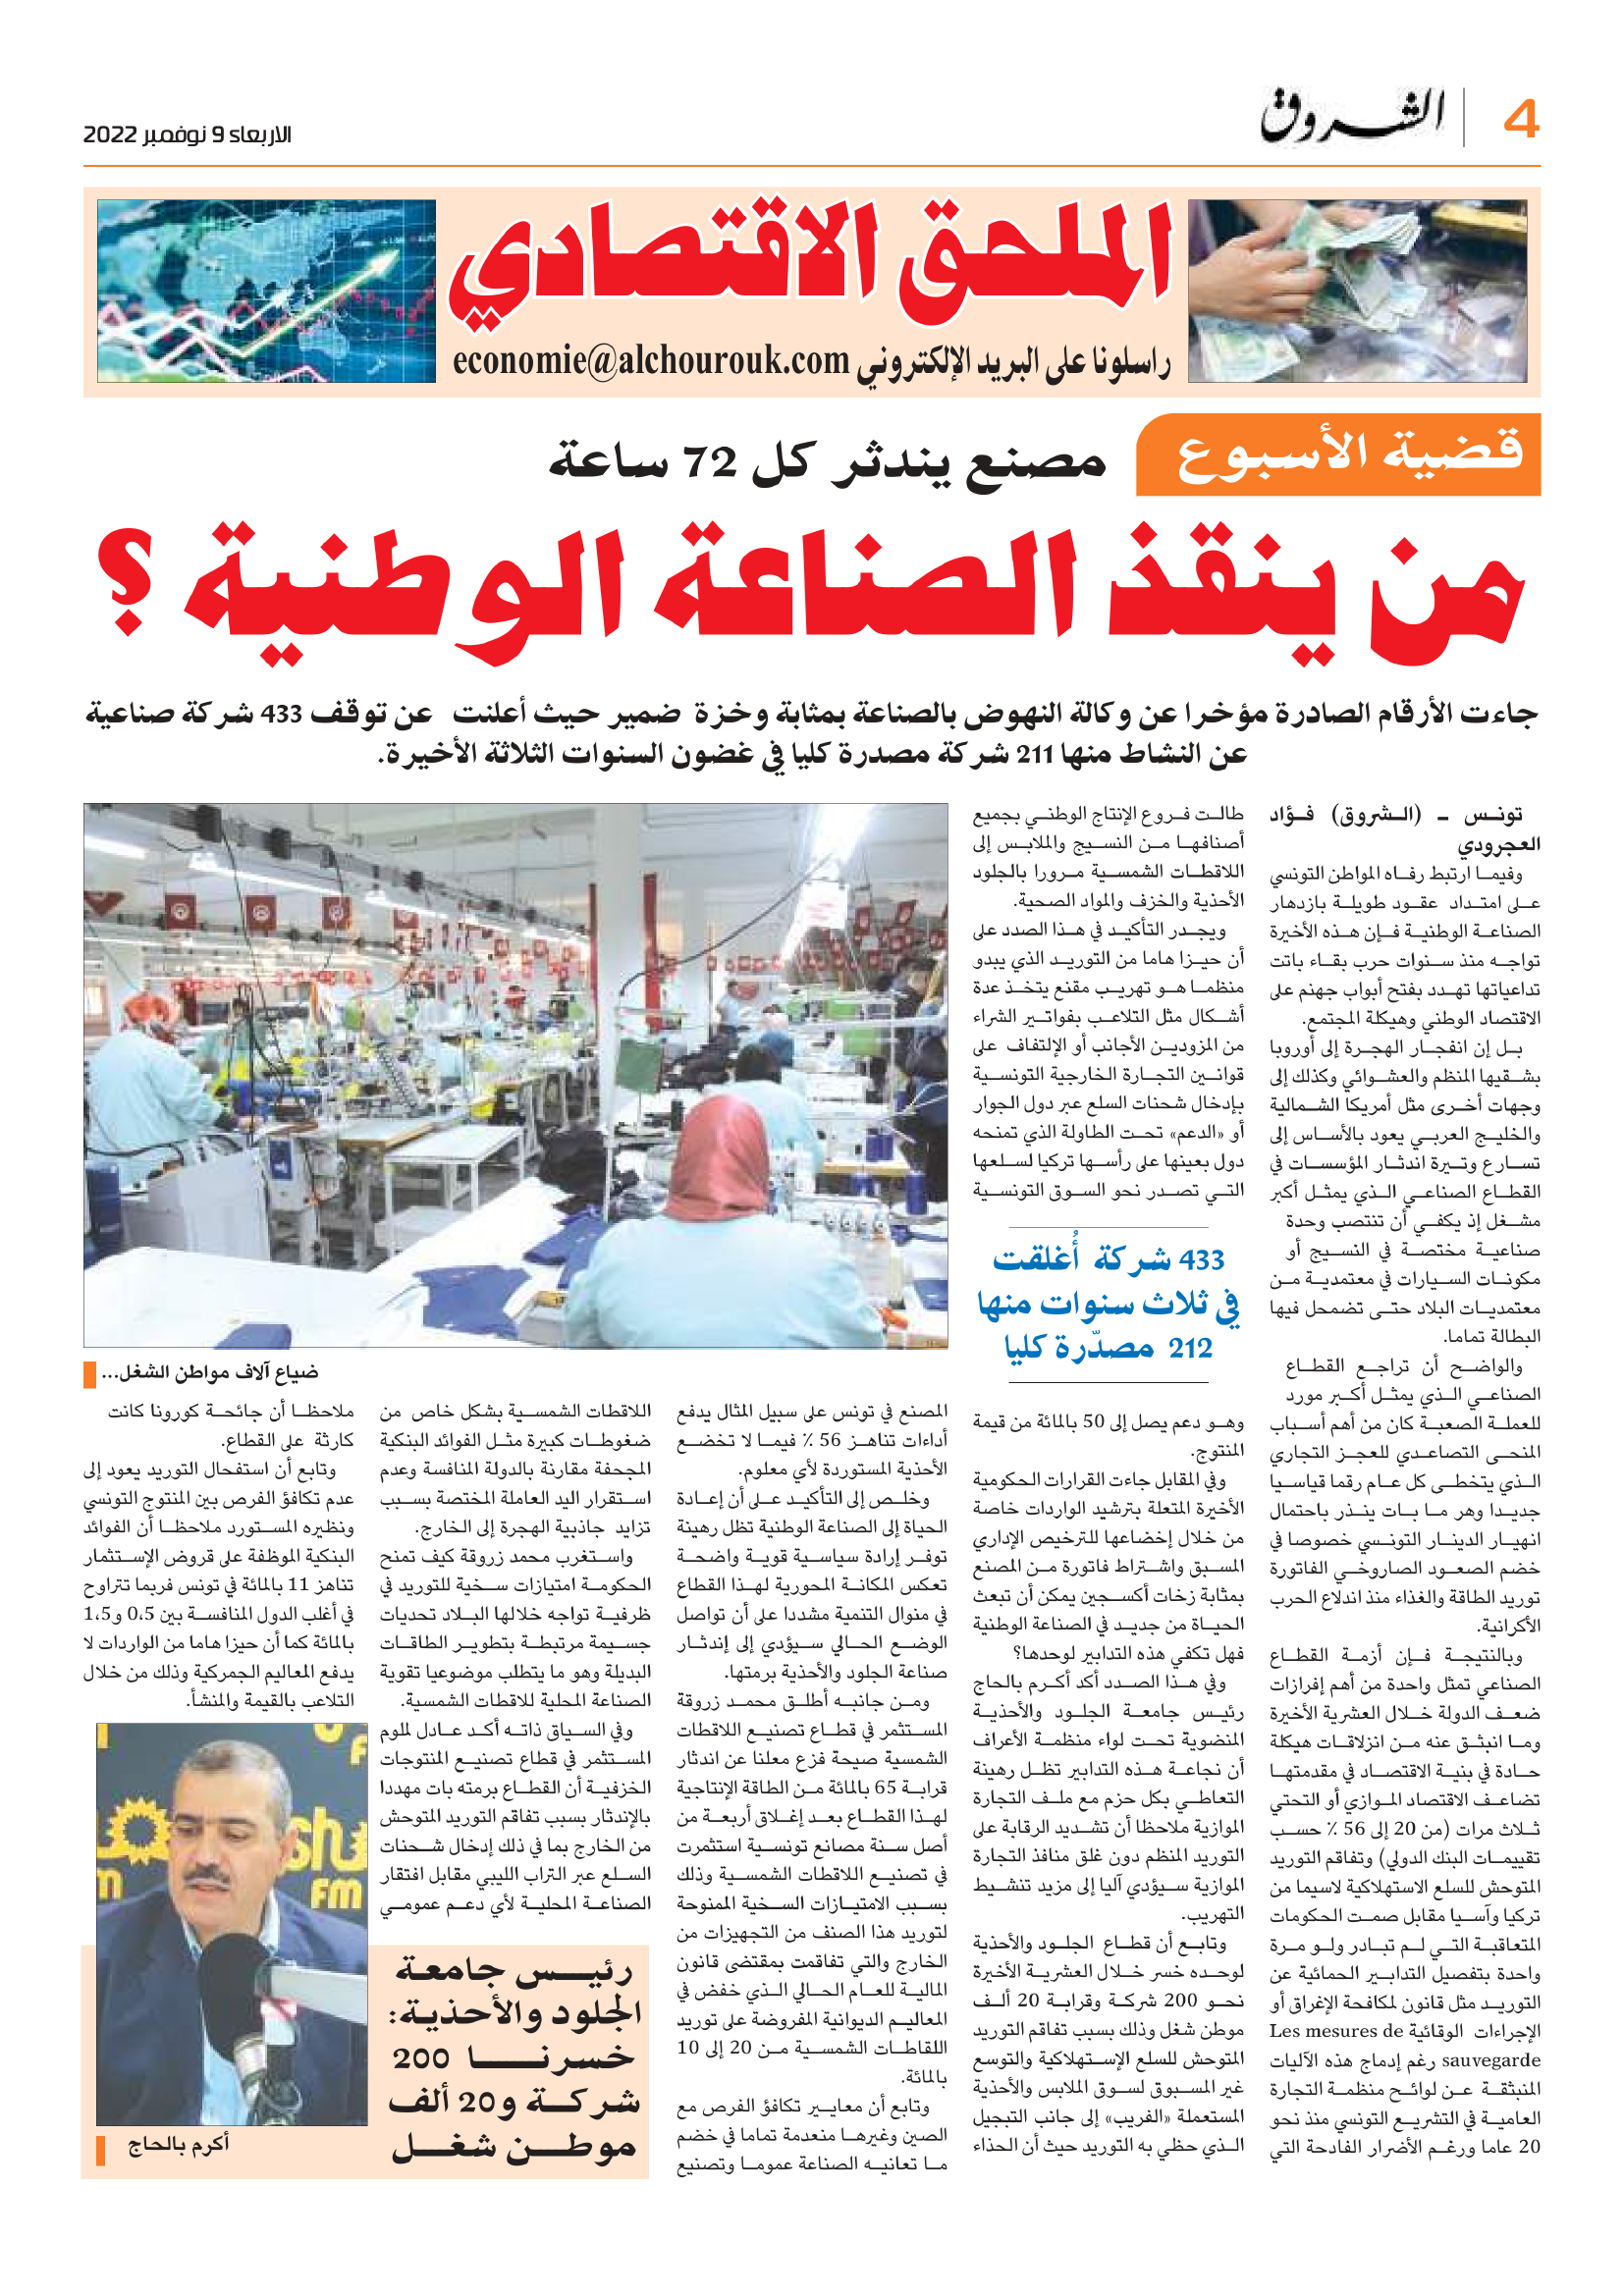 4
الشروق
الاربعاء 9 نوفمبر 2022
الملحق الاقتصادي
راسلونا على البريد الإلكتروني economie@alchourouk.com
قضية الأسبوع
مصنع يندثر كل 72 ساعة
من ينقذ الصناعة الوطنية ؟
جاءت الأرقام الصادرة مؤخرا عن وكالة النهوض بالصناعة بمثابة وخزة ضمير حيث أعلنت عن توقف 433 شركة صناعية
عن النشاط منها 211 شركة مصدرة كليا في غضون السنوات الثلاثة الأخيرة.
تونس ـ (الشروق) فؤاد
العجرودي
وفيما ارتبط رفاه المواطن التونسي
على امتداد عقود طويلة بازدهار
الصناعة الوطنية فإن هذه الأخيرة
تواجه منذ سنوات حرب بقاء باتت
تداعياتها تهدد بفتح أبواب جهنم على
الاقتصاد الوطني وهيكلة المجتمع.
بل إن انفجار الهجرة إلى أوروبا
بشقيها المنظم والعشوائي وكذلك إلى
وجهات أخرى مثل أمريكا الشمالية
والخليج العربي يعود بالأساس إلى
تسارع وتيرة اندثار المؤسسات في
القطاع الصناعي الذي يمثل أكبر
مشغل إذ يكفي أن تنتصب وحدة
صناعية مختصة في النسيج أو
مكونات السيارات في معتمدية من
معتمديات البلاد حتى تضمحل فيها
البطالة تماما.
والواضح أن تراجع القطاع
الصناعي الذي يمثل أكبر مورد
للعملة الصعبة كان من أهم أسباب
المنحى التصاعدي للعجز التجاري
الذي يتخطى كل عام رقما قياسيا
جديدا وهر ما بات ينذر باحتمال
انهيار الدينار التونسي خصوصا في
خضم الصعود الصاروخي الفاتورة
توريد الطاقة والغذاء منذ اندلاع الحرب
الأكرانية.
وبالنتيجة فإن أزمة القطاع
الصناعي تمثل واحدة من أهم إفرازات
ضعف الدولة خلال العشرية الأخيرة
وما انبثق عنه من انزلاقات هيكلة
حادة في بنية الاقتصاد في مقدمتها
تضاعف الاقتصاد الموازي أو التحتي
ثلاث مرات (من 20 إلى 56 ٪ حسب
تقييمات البنك الدولي) وتفاقم التوريد
المتوحش للسلع الاستهلاكية لاسيما من
تركيا وآسيا مقابل صمت الحكومات
المتعاقبة التي لم تبادر ولو مرة
واحدة بتفصيل التدابير الحمائية عن
التوريد مثل قانون لمكافحة الإغراق أو
الإجراءات الوقائية Les mesures de
sauvegarde رغم إدماج هذه الآليات
المنبثقة عن لوائح منظمة التجارة
العامية في التشريع التونسي منذ نحو
20 عاما ورغم الأضرار الفادحة التي
طالت فروع الإنتاج الوطني بجميع
أصنافها من النسيج والملابس إلى
اللاقطات الشمسية مرورا بالجلود
الأحذية والخزف والمواد الصحية.
ويجدر التأكيد في هذا الصدد على
أن حيزا هاما من التوريد الذي يبدو
منظما هو تهريب مقنع يتخذ عدة
أشكال مثل التلاعب بفواتير الشراء
من المزودين الأجانب أو الإلتفاف على
قوانين التجارة الخارجية التونسية
بإدخال شحنات السلع عبر دول الجوار
أو «الدعم» تحت الطاولة الذي تمنحه
دول بعينها على رأسها تركيا لسلعها
التي تصدر نحو السوق التونسية
433 شركة أُغلقت
في ثلاث سنوات منها
212 مصدّرة كليا
وهو دعم يصل إلى 50 بالمائة من قيمة
المنتوج.
وفي المقابل جاءت القرارات الحكومية
الأخيرة المتعلة بترشيد الواردات خاصة
من خلال إخضاعها للترخيص الإداري
المسبق واشتراط فاتورة من المصنع
بمثابة زخات أكسجين يمكن أن تبعث
الحياة من جديد في الصناعة الوطنية
فهل تكفي هذه التدابير لوحدها؟
وفي هذا الصدد أكد أكرم بالحاج
رئيس جامعة الجلود والأحذية
المنضوية تحت لواء منظمة الأعراف
أن نجاعة هذه التدابير تظل رهينة
التعاطي بكل حزم مع ملف التجارة
الموازية ملاحظا أن تشديد الرقابة على
التوريد المنظم دون غلق منافذ التجارة
الموازية سيؤدي آليا إلى مزيد تنشيط
التهريب.
وتابع أن قطاع الجلود والأحذية
لوحده خسر خلال العشرية الأخيرة
نحو 200 شركة وقرابة 20 ألف
موطن شغل وذلك بسبب تفاقم التوريد
المتوحش للسلع الإستهلاكية والتوسع
غير المسبوق لسوق الملابس والأحذية
المستعملة «الفريب» إلى جانب التبجيل
الذي حظي به التوريد حيث أن الحذاء
ضياع آلاف مواطن الشغل...
المصنع في تونس على سبيل المثال يدفع
أداءات تناهز 56 ٪ فيما لا تخضع
الأحذية المستوردة لأي معلوم.
وخلص إلى التأكيد على أن إعادة
الحياة إلى الصناعة الوطنية تظل رهينة
توفر إرادة سياسية قوية واضحة
تعكس المكانة المحورية لهذا القطاع
في منوال التنمية مشددا على أن تواصل
الوضع الحالي سيؤدي إلى إندثار
صناعة الجلود والأحذية برمتها.
ومن جانبه أطلق محمد زروقة
المستثمر في قطاع تصنيع اللاقطات
الشمسية صيحة فزع معلنا عن اندثار
قرابة 65 بالمائة من الطاقة الإنتاجية
لهذا القطاع بعد إغلاق أربعة من
أصل سنة مصانع تونسية استثمرت
في تصنيع اللاقطات الشمسية وذلك
بسبب الامتيازات السخية الممنوحة
لتوريد هذا الصنف من التجهيزات من
الخارج والتي تفاقمت بمقتضى قانون
المالية للعام الحالي الذي خفض في
المعاليم الديوانية المفروضة على توريد
اللقاطات الشمسية من 20 إلى 10
بالمائة.
وتابع أن معايير تكافؤ الفرص مع
الصين وغيرها منعدمة تماما في خضم
ما تعانيه الصناعة عموما وتصنيع
اللاقطات الشمسية بشكل خاص من
ضغوطات كبيرة مثل الفوائد البنكية
المجحفة مقارنة بالدولة المنافسة وعدم
استقرار اليد العاملة المختصة بسبب
تزايد جاذبية الهجرة إلى الخارج.
واستغرب محمد زروقة كيف تمنح
الحكومة امتيازات سخية للتوريد في
ظرفية تواجه خلالها البلاد تحديات
جسيمة مرتبطة بتطوير الطاقات
البديلة وهو ما يتطلب موضوعيا تقوية
الصناعة المحلية للاقطات الشمسية.
وفي السياق ذاته أكد عادل لملوم
المستثمر في قطاع تصنيع المنتوجات
الخزفية أن القطاع برمته بات مهددا
بالإندثار بسبب تفاقم التوريد المتوحش
من الخارج بما في ذلك إدخال شحنات
السلع عبر التراب الليبي مقابل افتقار
الصناعة المحلية لأي دعم عمومي
ملاحظا أن جائحة كورونا كانت
كارثة على القطاع.
وتابع أن استفحال التوريد يعود إلى
عدم تكافؤ الفرص بين المنتوج التونسي
ونظيره المستورد ملاحظا أن الفوائد
البنكية الموظفة على قروض الإستثمار
تناهز 11 بالمائة في تونس فربما تتراوح
في أغلب الدول المنافسة بين 0،5 و1،5
بالمائة كما أن حيزا هاما من الواردات لا
يدفع المعاليم الجمركية وذلك من خلال
التلاعب بالقيمة والمنشأ.
رئيس جامعة
الجلود والأحذية:
خسرنا 200
شركة و20 ألف
موطن شغل
أكرم بالحاج